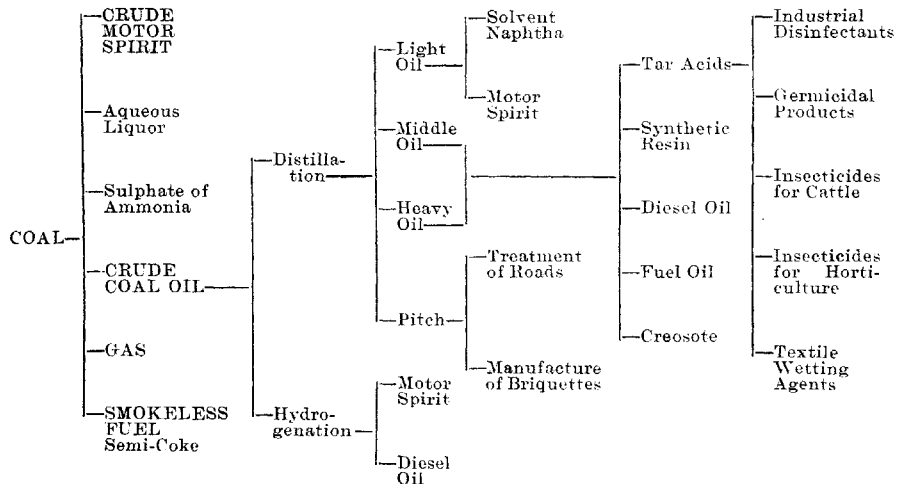 COAL
CRUDE
MOTOR
SPIRIT
Aqueous
Liquor
Sulphate of
Ammonia
CRUDE
COAL OIL
GAS
SMOKELESS
FUEL
Semi-Coke
Distilla-
tion
Hydro-
genation
Light
Oil
Middle
Oil
Heavy
Oil
Pitch
Motor
Spirit
Diesel
Oil
Solvent
Naphtha
Motor
Spirit
Treatment
of Roads
Manufacture
of Briquettes
Tar Acids
Synthetic
Resin
Diesel Oil
Fuel Oil
Creosote
Industrial
Disinfectants
Germicidal
Products
Insecticides
for Cattle
Insecticides
for Horti-
culture
Textile
Wetting
Agents